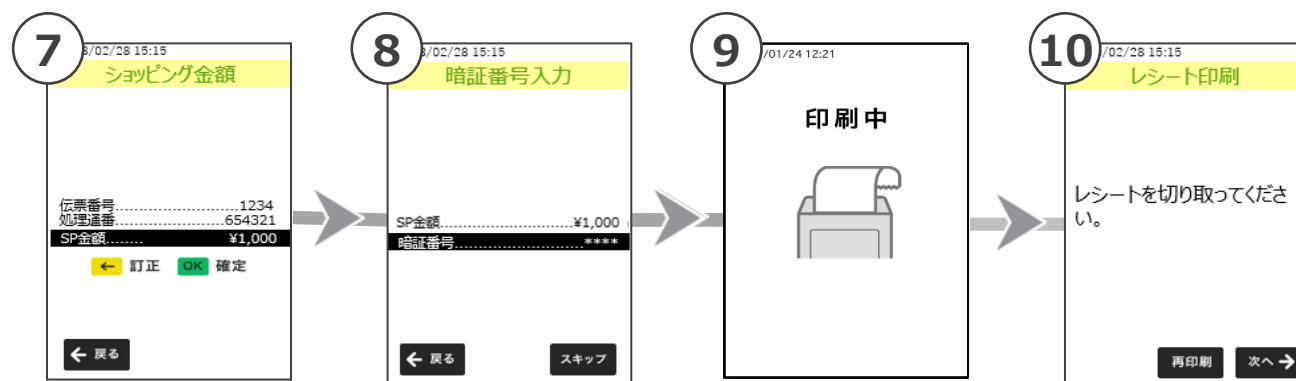 7
3/02/28 15:15
ショッピング金額
伝票番号..............................1234
処理通番...........................654321
SP金額........ ¥1,000
← 訂正 OK 確定
← 戻る
8
3/02/28 15:15
暗証番号入力
SP金額..............................¥1,000
暗証番号..............................****
← 戻る スキップ
9
/01/24 12:21
印刷中
10
/02/28 15:15
レシート印刷
レシートを切り取ってくださ
い。
再印刷 次へ →